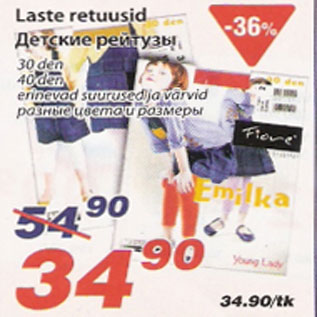 Laste retuusid
Детские рейтузы
-36%
30 den
40 den
erinevad suurused ja värvid
разные цвета и размеры
Fiore
Emilka
Young Lady
54 90
34 90
34.90/tk